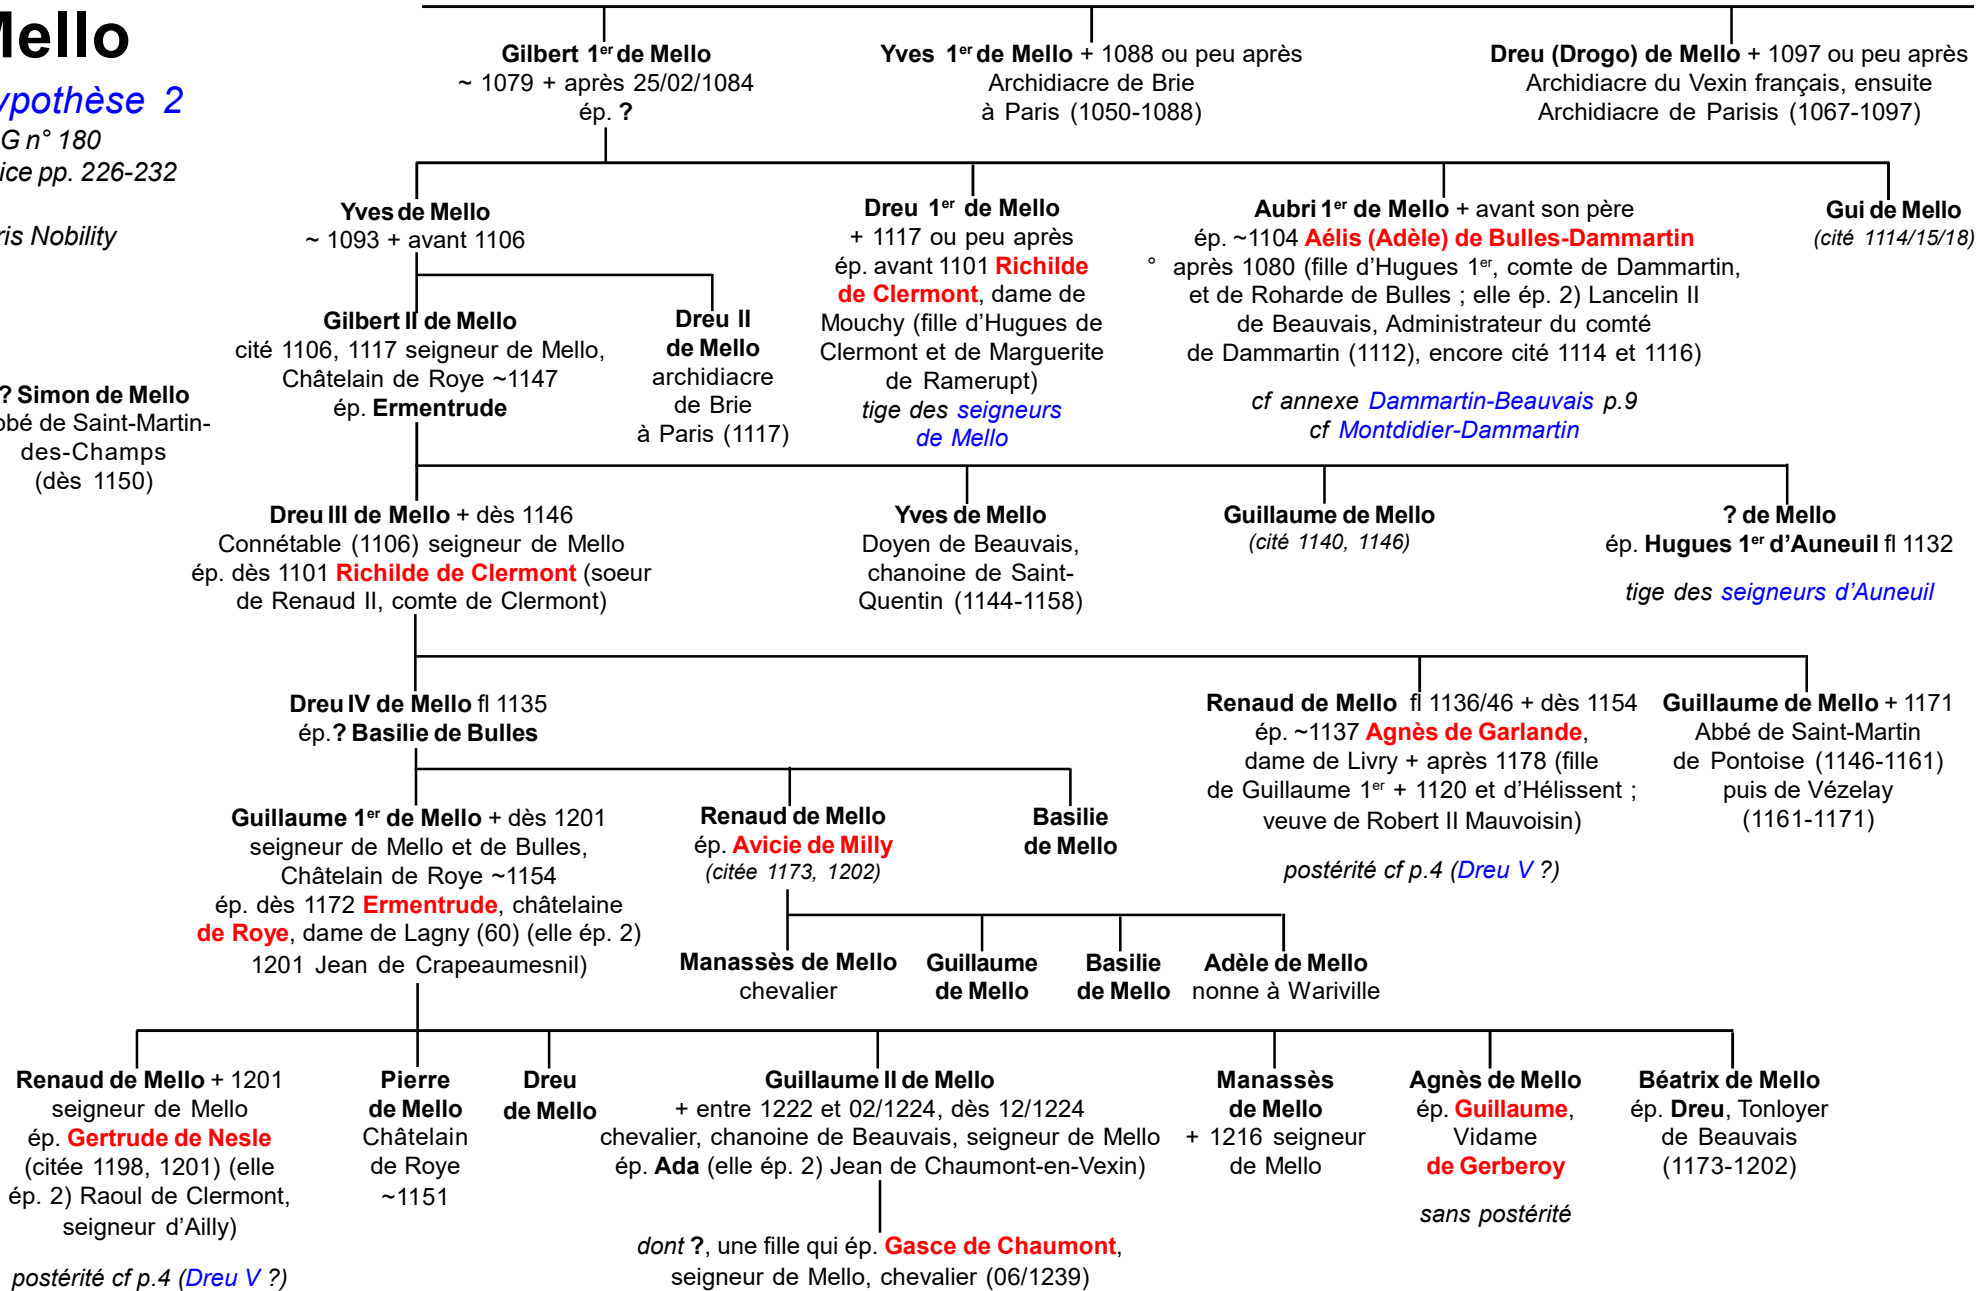 Mello
ypothèse 2
G n° 180
ice pp. 226-232
ris Nobility
Gilbert 1er de Mello
~ 1079 + après 25/02/1084
ép. ?
Yves 1er de Mello + 1088 ou peu après
Archidiacre de Brie
à Paris (1050-1088)
Dreu (Drogo) de Mello + 1097 ou peu après
Archidiacre du Vexin français, ensuite
Archidiacre de Parisis (1067-1097)
Yves de Mello
~ 1093 + avant 1106
Dreu 1er de Mello
+ 1117 ou peu après
ép. avant 1101 Richilde
de Clermont, dame de
Mouchy (fille d’Hugues de
Clermont et de Marguerite
de Ramerupt)
tige des seigneurs
de Mello
Aubri 1er de Mello + avant son père
ép. ~1104 Aélis (Adèle) de Bulles-Dammartin
° après 1080 (fille d’Hugues 1er, comte de Dammartin,
et de Roharde de Bulles ; elle ép. 2) Lancelin II
de Beauvais, Administrateur du comté
de Dammartin (1112), encore cité 1114 et 1116)
cf annexe Dammartin-Beauvais p.9
cf Montdidier-Dammartin
Gui de Mello
(cité 1114/15/18)
Gilbert II de Mello
cité 1106, 1117 seigneur de Mello,
Châtelain de Roye ~1147
ép. Ermentrude
Dreu II
de Mello
archidiacre
de Brie
à Paris (1117)
? Simon de Mello
bbé de Saint-Martin-
des-Champs
(dès 1150)
Dreu III de Mello + dès 1146
Connétable (1106) seigneur de Mello
ép. dès 1101 Richilde de Clermont (soeur
de Renaud II, comte de Clermont)
Yves de Mello
Doyen de Beauvais,
chanoine de Saint-
Quentin (1144-1158)
Guillaume de Mello
(cité 1140, 1146)
? de Mello
ép. Hugues 1er d’Auneuil fl 1132
tige des seigneurs d’Auneuil
Dreu IV de Mello fl 1135
ép.? Basilie de Bulles
Renaud de Mello fl 1136/46 + dès 1154
ép. ~1137 Agnès de Garlande,
dame de Livry + après 1178 (fille
de Guillaume 1er + 1120 et d’Hélissent ;
veuve de Robert II Mauvoisin)
postérité cf p.4 (Dreu V ?)
Guillaume de Mello + 1171
Abbé de Saint-Martin
de Pontoise (1146-1161)
puis de Vézelay
(1161-1171)
Guillaume 1er de Mello + dès 1201
seigneur de Mello et de Bulles,
Châtelain de Roye ~1154
ép. dès 1172 Ermentrude, châtelaine
de Roye, dame de Lagny (60) (elle ép. 2)
1201 Jean de Crapeaumesnil)
Renaud de Mello
ép. Avicie de Milly
(citée 1173, 1202)
Basilie
de Mello
Manassès de Mello
chevalier
Guillaume
de Mello
Basilie
de Mello
Adèle de Mello
nonne à Wariville
Renaud de Mello + 1201
seigneur de Mello
ép. Gertrude de Nesle
(citée 1198, 1201) (elle
ép. 2) Raoul de Clermont,
seigneur d’Ailly)
postérité cf p.4 (Dreu V ?)
Pierre
de Mello
Châtelain
de Roye
~1151
Dreu
de Mello
Guillaume II de Mello
+ entre 1222 et 02/1224, dès 12/1224
chevalier, chanoine de Beauvais, seigneur de Mello
ép. Ada (elle ép. 2) Jean de Chaumont-en-Vexin)
dont ?, une fille qui ép. Gasce de Chaumont,
seigneur de Mello, chevalier (06/1239)
Manassès
de Mello
+ 1216 seigneur
de Mello
Agnès de Mello
ép. Guillaume,
Vidame
de Gerberoy
sans postérité
Béatrix de Mello
ép. Dreu, Tonloyer
de Beauvais
(1173-1202)